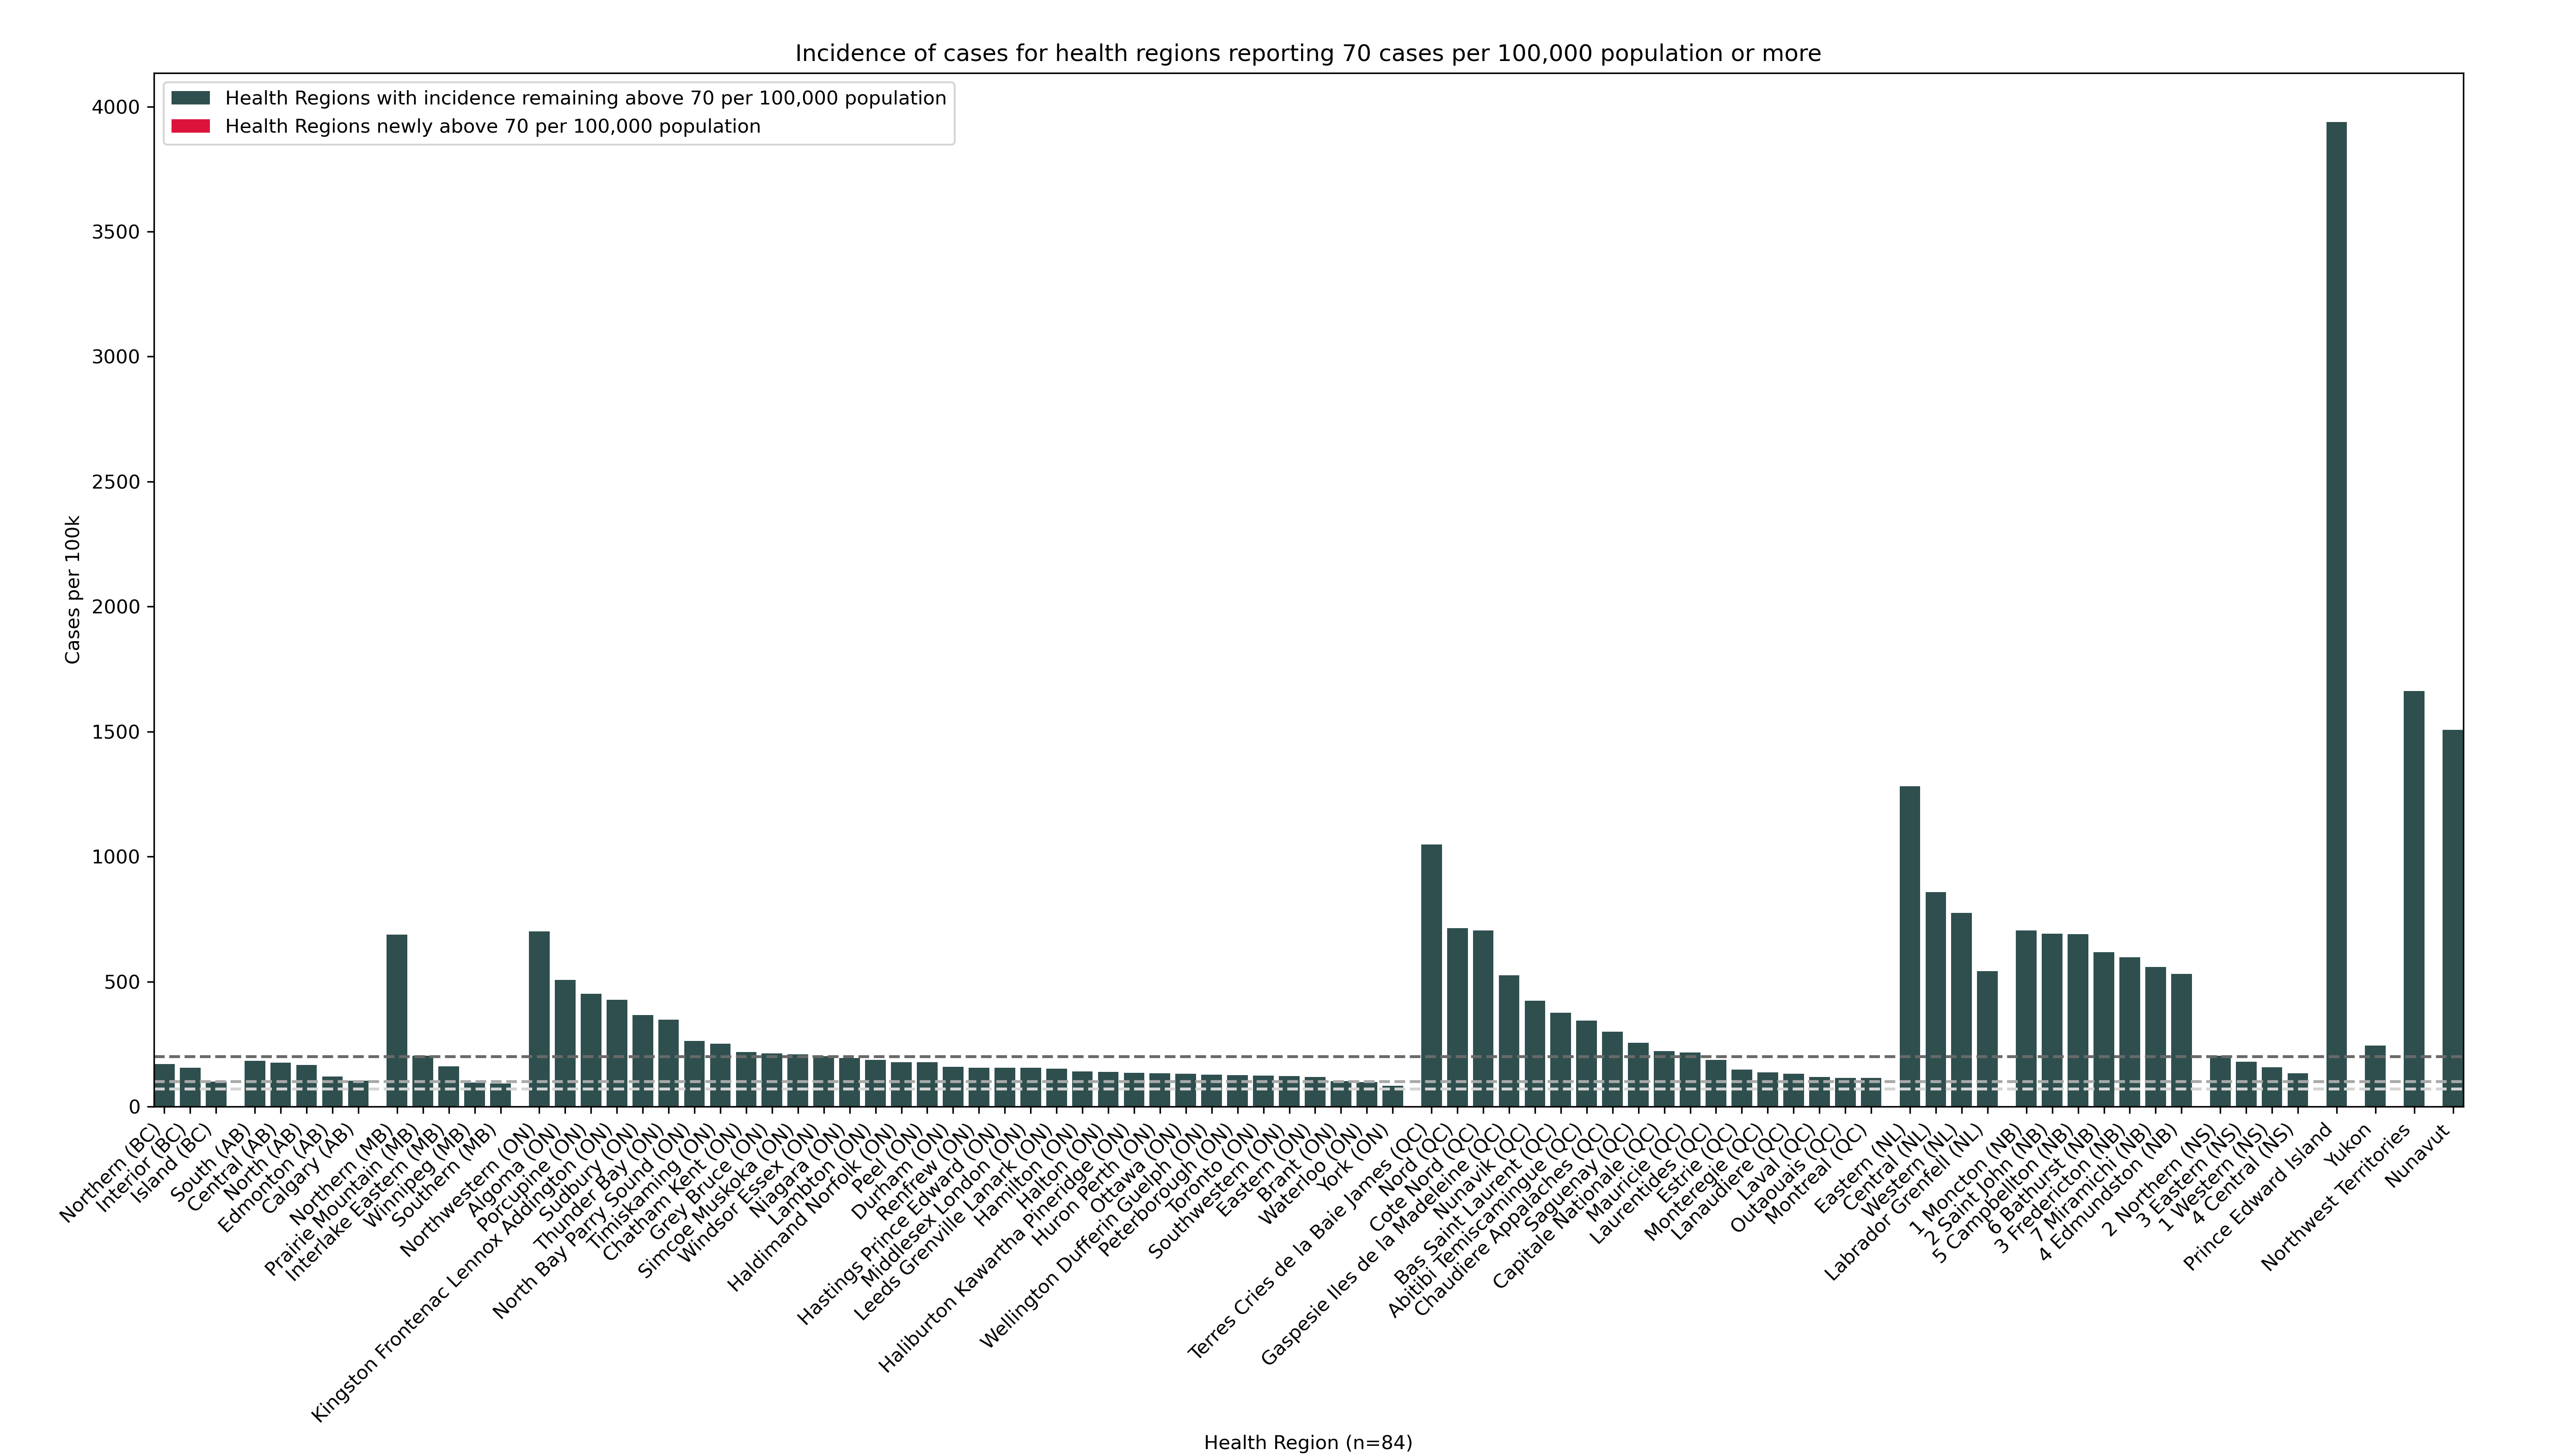 Incidence of cases for health regions reporting 70 cases per 100,000 population or more
Health Regions with incidence remaining above 70 per 100,000 population
Health Regions newly above 70 per 100,000 population
4000
3500
3000
2500
2000
1500
1000
500
0
Cases per 100k
Northern (BC)
Interior (BC)
Island (BC)
South (AB)
Central (AB)
North (AB)
Edmonton (AB)
Calgary (AB)
Northern (MB)
Prairie Mountain (MB)
Interlake Eastern (MB)
Winnipeg (MB)
Southern (MB)
Northwestern (ON)
Algoma (ON)
Porcupine (ON)
Kingston Frontenac Lennox Addington (ON)
Sudbury (ON)
Thunder Bay (ON)
North Bay Parry Sound (ON)
Timiskaming (ON)
Chatham Kent (ON)
Grey Bruce (ON)
Simcoe Muskoka (ON)
Windsor Essex (ON)
Niagara (ON)
Lambton (ON)
Haldimand Norfolk (ON)
Peel (ON)
Durham (ON)
Renfrew (ON)
Hastings Prince Edward (ON)
Middlesex London (ON)
Leeds Grenville Lanark (ON)
Hamilton (ON)
Halton (ON)
Haliburton Kawartha Pineridge (ON)
Huron Perth (ON)
Ottawa (ON)
Wellington Dufferin Guelph (ON)
Peterborough (ON)
Toronto (ON)
Southwestern (ON)
Eastern (ON)
Brant (ON)
Waterloo (ON)
York (ON)
Terres Cries de la Baie James (QC)
Nord (QC)
Cote Nord (QC)
Gaspesie Iles de la Madeleine (QC)
Nunavik (QC)
Bas Saint Laurent (QC)
Abitibi Temiscamingue (QC)
Chaudiere Appalaches (QC)
Saguenay (QC)
Capitale Nationale (QC)
Mauricie (QC)
Laurentides (QC)
Estrie (QC)
Monteregie (QC)
Lanaudiere (QC)
Laval (QC)
Outaouais (QC)
Montreal (QC)
Eastern (NL)
Central (NL)
Western (NL)
Labrador Grenfell (NL)
1 Moncton (NB)
2 Saint John (NB)
5 Campbellton (NB)
6 Bathurst (NB)
3 Fredericton (NB)
7 Miramichi (NB)
4 Edmundston (NB)
2 Northern (NS)
3 Eastern (NS)
1 Western (NS)
4 Central (NS)
Prince Edward Island
Yukon
Northwest Territories
Nunavut
Health Region (n=84)